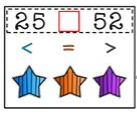 25 □ 52
< = >